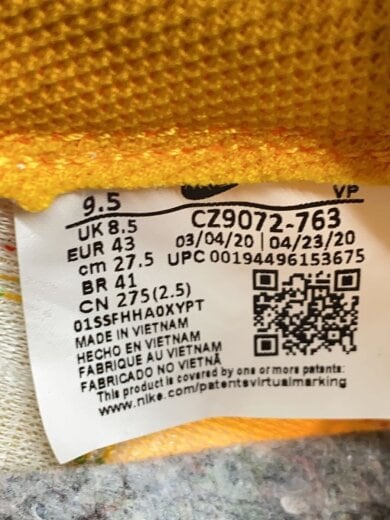 VP
9.5
UK 8.5
EUR 43
cm 27.5
BR 41
CN 275(2.5)
01SSFHHA0XYPT
CZ9072-763
03/04/20 | 04/23/20
UPC 00194496153675
MADE IN VIETNAM
HECHO EN VIETNAM
FABRIQUE AU VIETNAM
FABRICADO NO VIETNÃ
This product is covered by one or more patents:
www.nike.com/patentsvirtualmarking